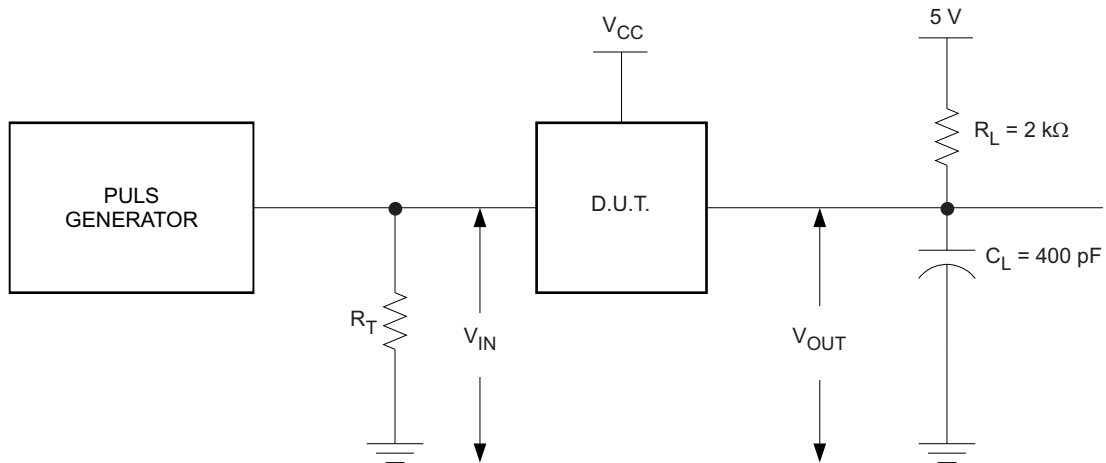 5 V
V_CC
R_L = 2 kΩ
PULS
GENERATOR
D.U.T.
C_L = 400 pF
R_T
V_IN
V_OUT